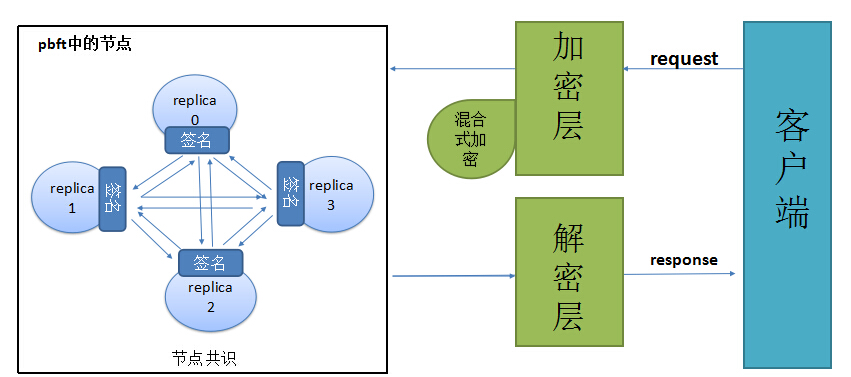 pbft中的节点
replica
0
签名
replica
1
签名
签名
replica
3
签名
replica
2
节点共识
加密层
混合
式加
密
request
解密层
response
客户端